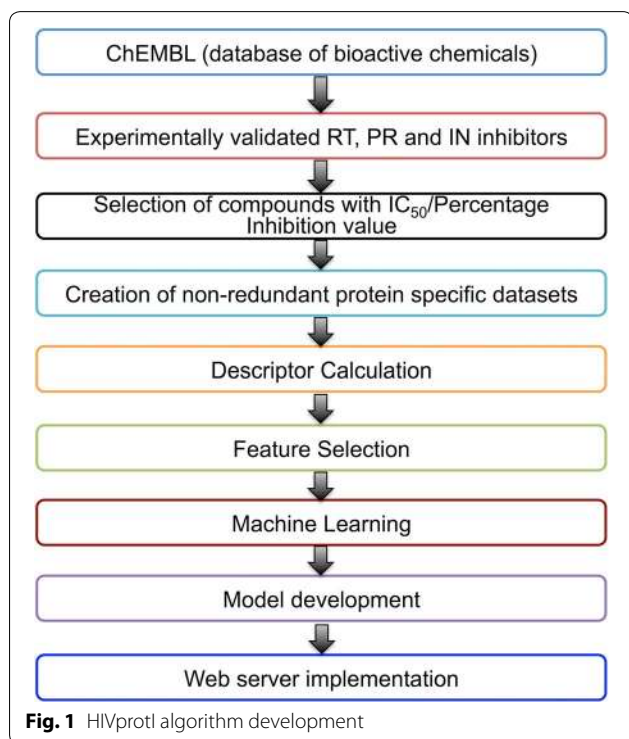 ChEMBL (database of bioactive chemicals)
Experimentally validated RT, PR and IN inhibitors
Selection of compounds with IC50/Percentage
Inhibition value
Creation of non-redundant protein specific datasets
Descriptor Calculation
Feature Selection
Machine Learning
Model development
Web server implementation
Fig. 1 HIVprotI algorithm development